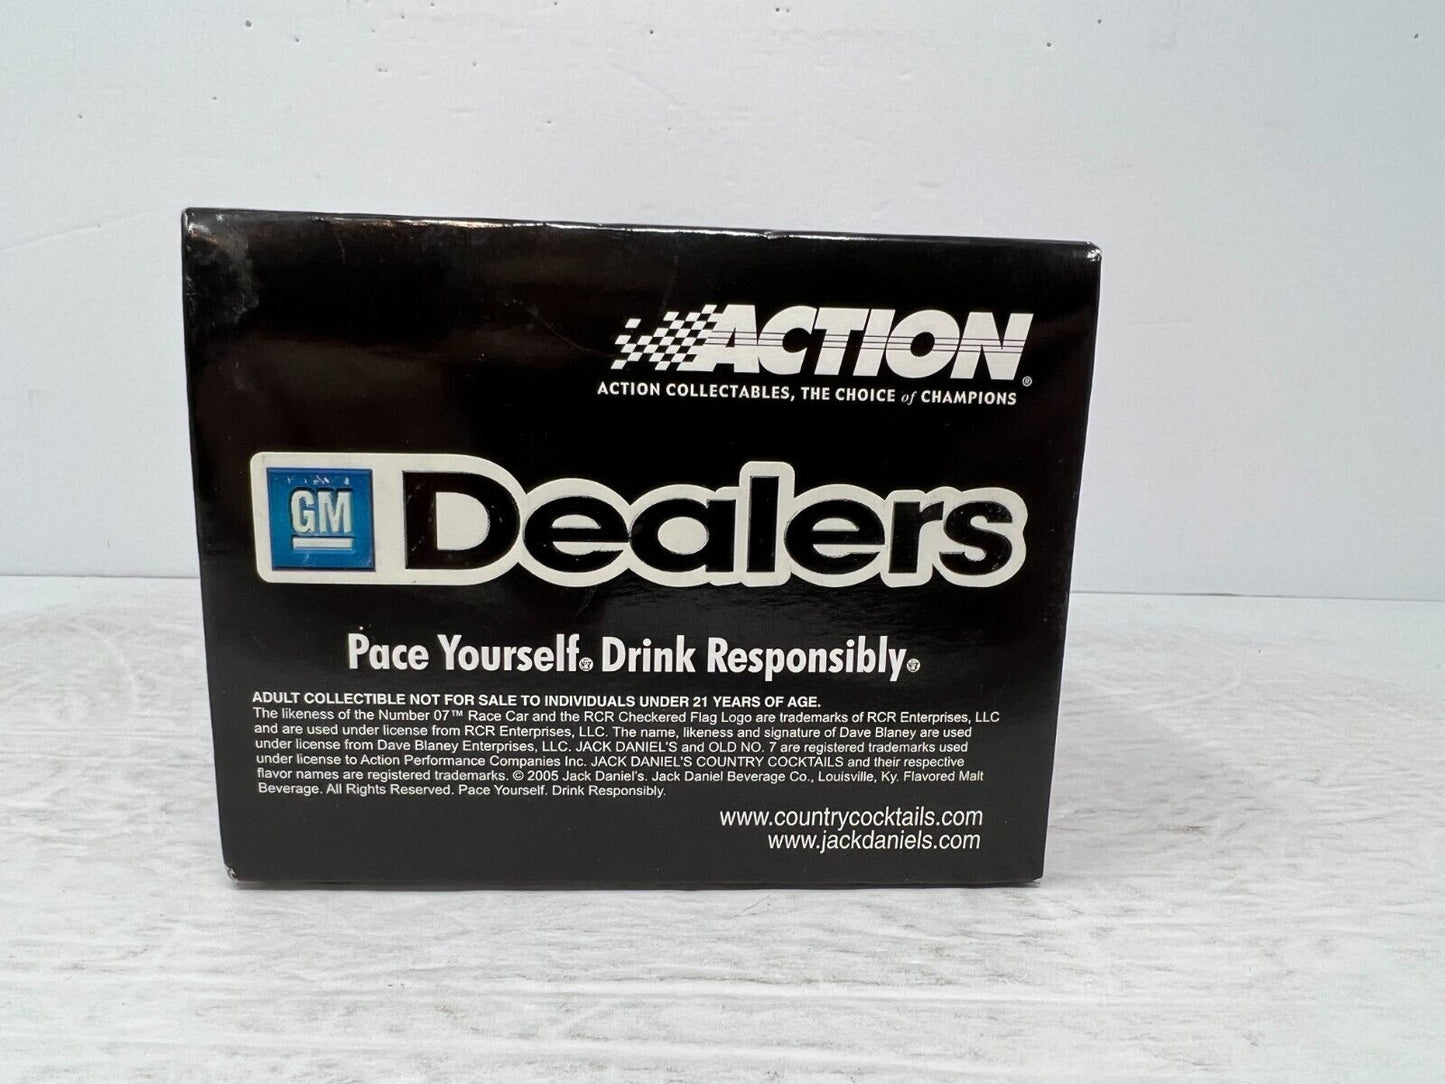 ACTION®
ACTION COLLECTABLES, THE CHOICE of CHAMPIONS
GM Dealers
Pace Yourself. Drink Responsibly.
ADULT COLLECTIBLE NOT FOR SALE TO INDIVIDUALS UNDER 21 YEARS OF AGE.
The likeness of the Number 07™ Race Car and the RCR Checkered Flag Logo are trademarks of RCR Enterprises, LLC
and are used under license from RCR Enterprises, LLC. The name, likeness and signature of Dave Blaney are used
under license from Dave Blaney Enterprises, LLC. JACK DANIEL'S and OLD NO. 7 are registered trademarks used
under license to Action Performance Companies Inc. JACK DANIEL'S COUNTRY COCKTAILS and their respective
flavor names are registered trademarks. © 2005 Jack Daniel's. Jack Daniel Beverage Co., Louisville, Ky. Flavored Malt
Beverage. All Rights Reserved. Pace Yourself. Drink Responsibly.
www.countrycocktails.com
www.jackdaniels.com